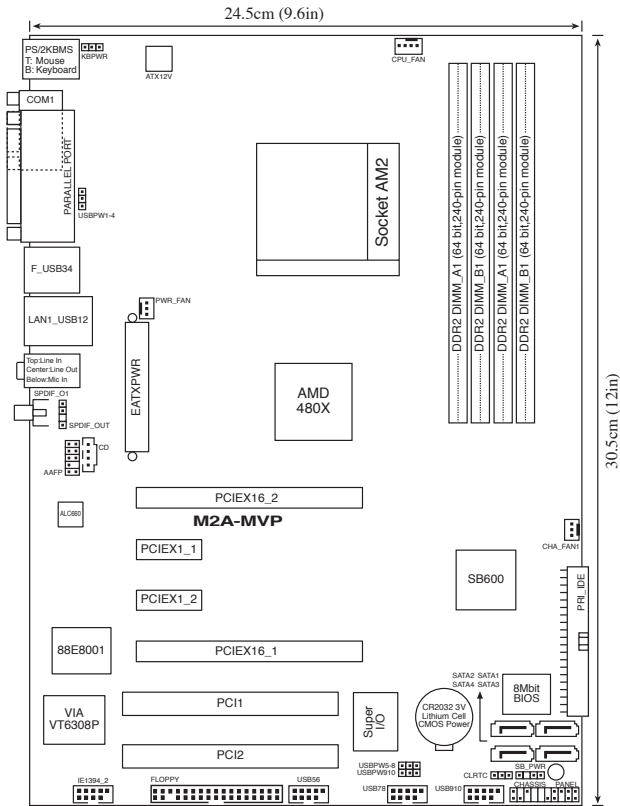 24.5cm (9.6in)
PS/2KBMS
T: Mouse
B: Keyboard
KBPWR
ATX12V
CPU_FAN
COM1
PARALLEL PORT
USBPW1-4
Socket AM2
DDR2 DIMM_A1 (64 bit,240-pin module)
DDR2 DIMM_B1 (64 bit,240-pin module)
DDR2 DIMM_A1 (64 bit,240-pin module)
DDR2 DIMM_B1 (64 bit,240-pin module)
F_USB34
LAN1_USB12
PWR_FAN
Top:Line In
Center:Line Out
Below:Mic In
EATXPWR
AMD
480X
30.5cm (12in)
SPDIF_O1
SPDIF_OUT
CD
AAFP
ALC660
PCIEX16_2
M2A-MVP
PCIEX1_1
CHA_FAN1
SB600
PRI_IDE
PCIEX1_2
88E8001
PCIEX16_1
SATA2 SATA1
SATA4 SATA3
8Mbit
BIOS
VIA
VT6308P
PCI1
Super
I/O
CR2032 3V
Lithium Cell
CMOS Power
PCI2
USBPW5-8
USBPW910
CLRTC
SB_PWR
IE1394_2
FLOPPY
USB56
USB78
USB910
CHASSIS
PANEL